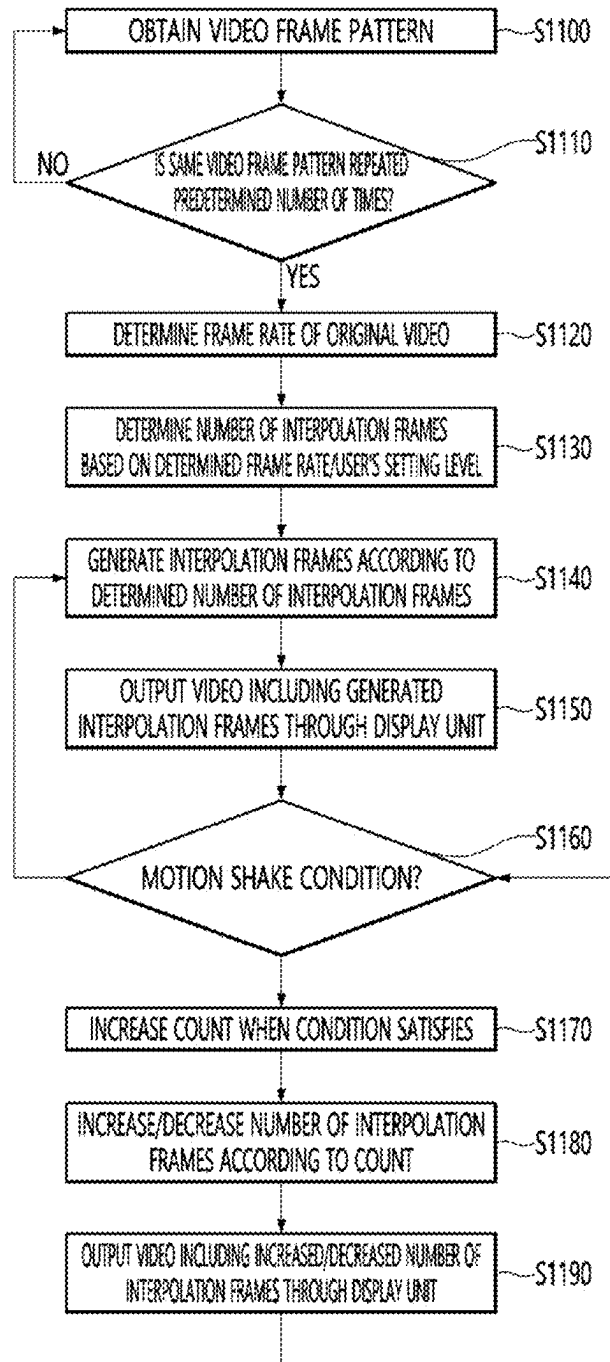 OBTAIN VIDEO FRAME PATTERN
S1100
IS SAME VIDEO FRAME PATTERN REPEATED
PREDETERMINED NUMBER OF TIMES?
S1110
NO
YES
DETERMINE FRAME RATE OF ORIGINAL VIDEO
S1120
DETERMINE NUMBER OF INTERPOLATION FRAMES
BASED ON DETERMINED FRAME RATE/USER'S SETTING LEVEL
S1130
GENERATE INTERPOLATION FRAMES ACCORDING TO
DETERMINED NUMBER OF INTERPOLATION FRAMES
S1140
OUTPUT VIDEO INCLUDING GENERATED
INTERPOLATION FRAMES THROUGH DISPLAY UNIT
S1150
MOTION SHAKE CONDITION?
S1160
INCREASE COUNT WHEN CONDITION SATISFIES
S1170
INCREASE/DECREASE NUMBER OF INTERPOLATION
FRAMES ACCORDING TO COUNT
S1180
OUTPUT VIDEO INCLUDING INCREASED/DECREASED NUMBER OF
INTERPOLATION FRAMES THROUGH DISPLAY UNIT
S1190